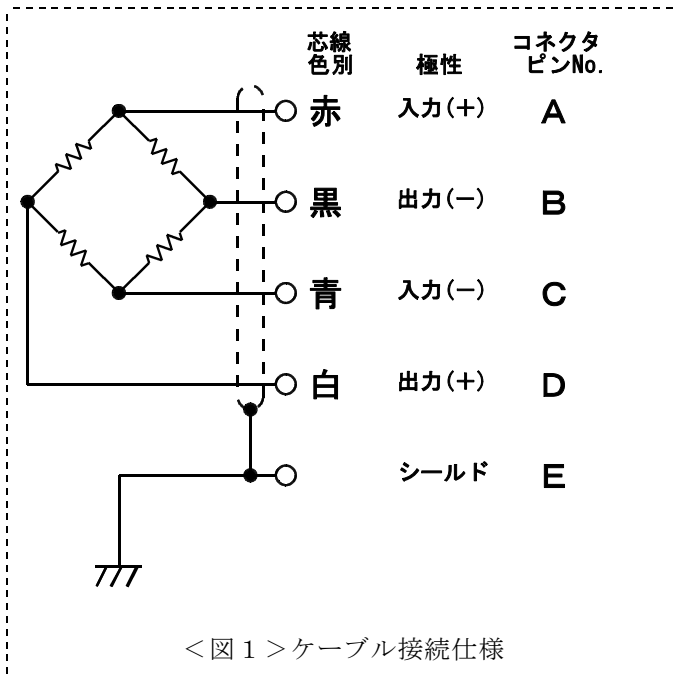 芯線 コネクタ
色別 極性 ピンNo.
赤 入力(+) A
黒 出力(−) B
青 入力(−) C
白 出力(+) D
シールド E
<図1>ケーブル接続仕様